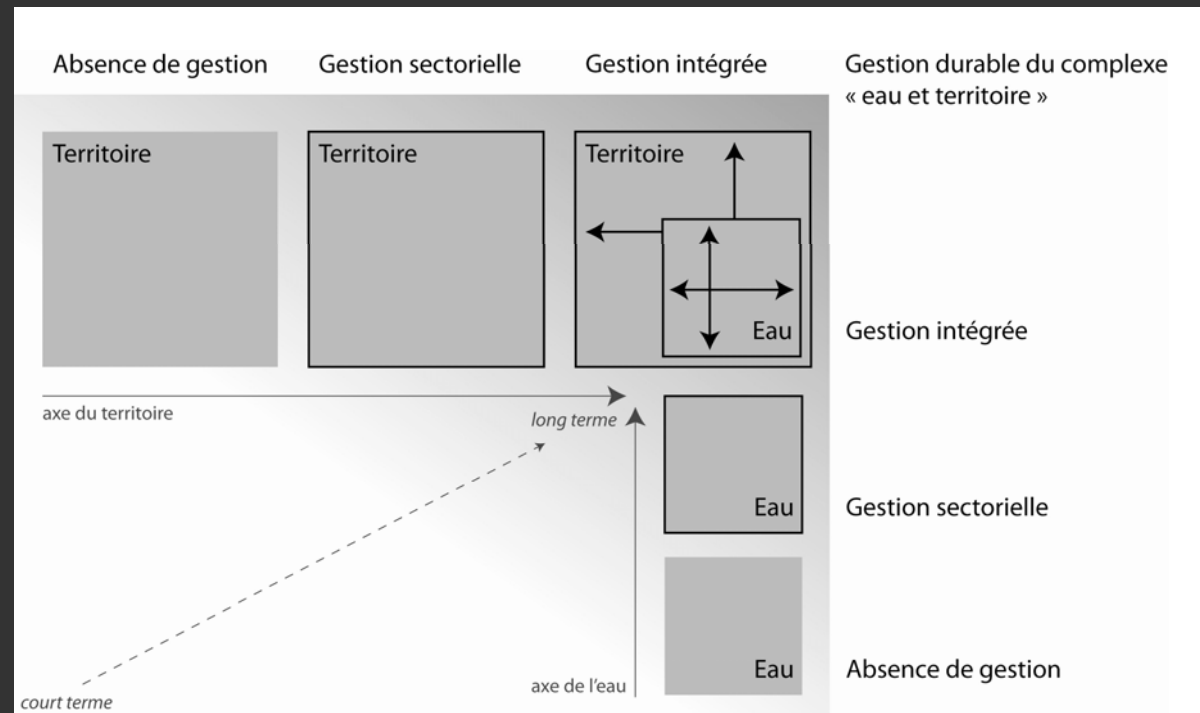 Absence de gestion
Gestion sectorielle
Gestion intégrée
Gestion durable du complexe
« eau et territoire »
Territoire
Territoire
Territoire
Eau
Gestion intégrée
axe du territoire
long terme
Eau
Gestion sectorielle
Eau
Absence de gestion
axe de l'eau
court terme